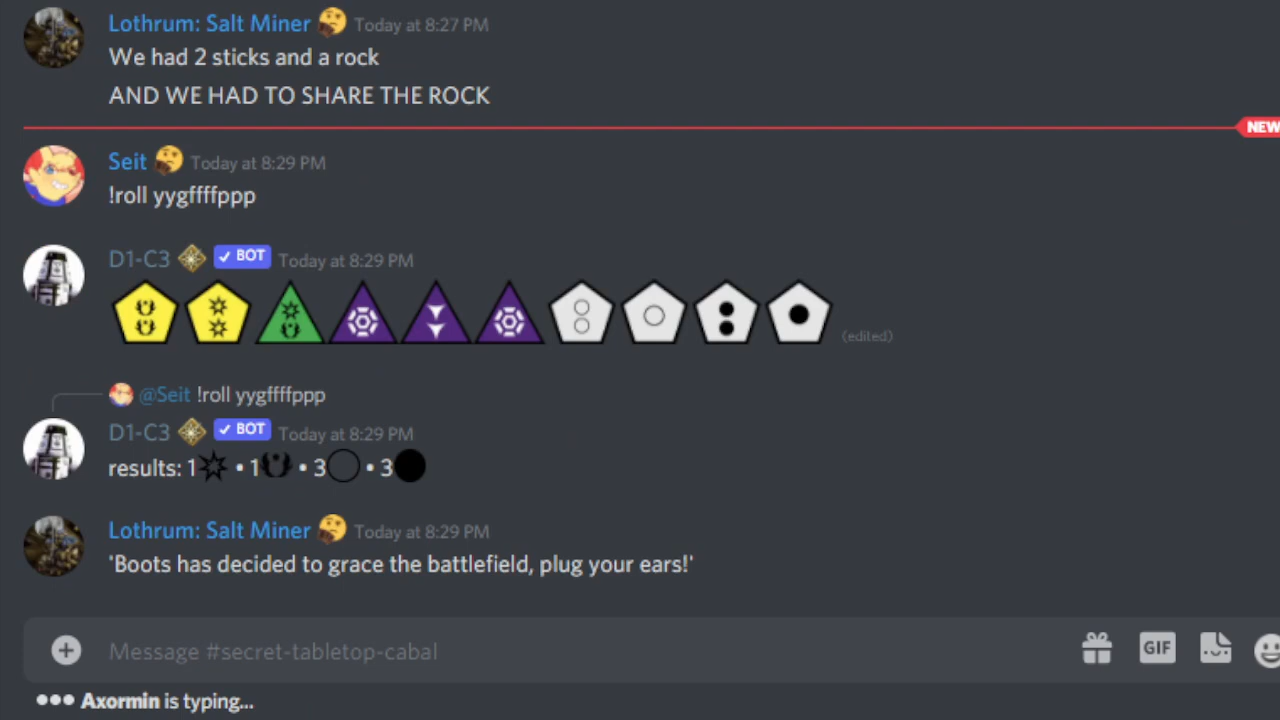 Lothrum: Salt Miner 🤔 Today at 8:27 PM
We had 2 sticks and a rock
AND WE HAD TO SHARE THE ROCK
NEW
Seit 🤔 Today at 8:29 PM
!roll yygffffppp
D1-C3 ✓ BOT Today at 8:29 PM
(edited)
@Seit !roll yygffffppp
D1-C3 ✓ BOT Today at 8:29 PM
results: 1 • 1 • 3 • 3
Lothrum: Salt Miner 🤔 Today at 8:29 PM
'Boots has decided to grace the battlefield, plug your ears!'
Message #secret-tabletop-cabal
GIF
Axormin is typing...